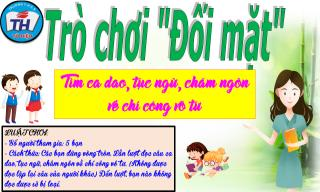 TH
Trò chơi "Đối mặt"
Tìm ca dao, tục ngữ, châm ngôn
về chí công vô tư
LUẬT CHƠI
- Số người tham gia: 5 bạn
- Cách thức: Các bạn đứng vòng tròn. Lần lượt đọc câu ca
dao, tục ngữ, châm ngôn về chí công vô tư. (Không được
đọc lặp lại câu của người khác) Đến lượt, bạn nào không
đọc được sẽ bị loại.